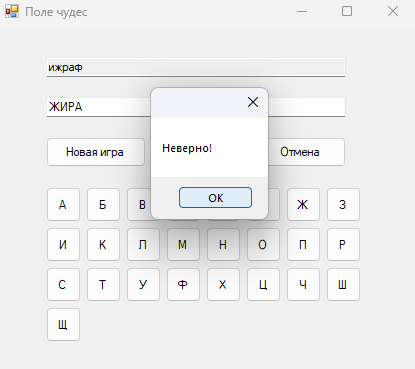 Поле чудес
ижраф
ЖИРА
Неверно!
Новая игра
Отмена
OK
А Б В Ж З
И К Л М Н О П Р
С Т У Ф Х Ц Ч Ш
Щ